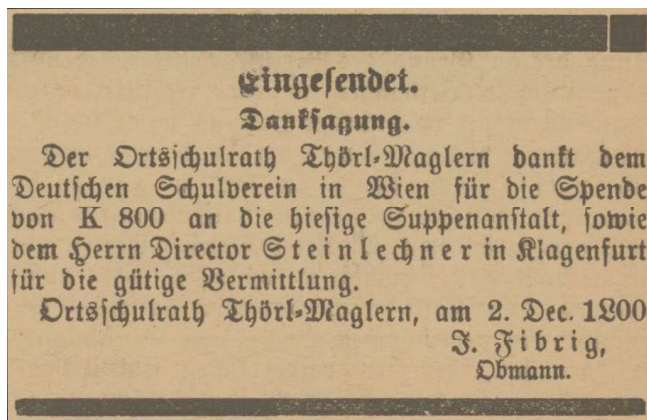 Eingesendet.
Danksagung.
Der Ortsschulrath Thörl-Maglern dankt dem
Deutschen Schulverein in Wien für die Spende
von K 800 an die hiesige Suppenanstalt, sowie
dem Herrn Director Steinlechner in Klagenfurt
für die gütige Vermittlung.
Ortsschulrath Thörl-Maglern, am 2. Dec. 1900
J. Fibrig,
Obmann.